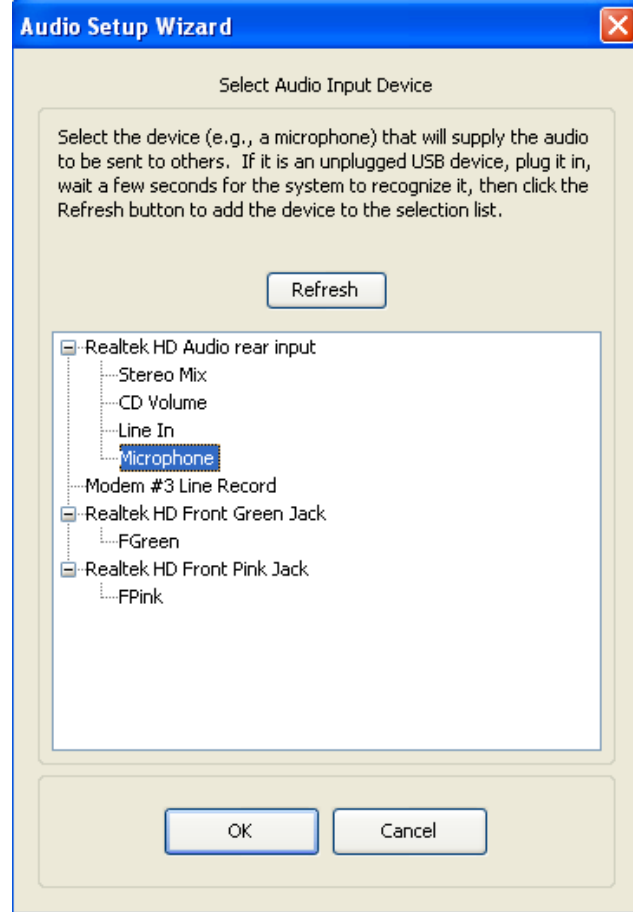 Audio Setup Wizard
Select Audio Input Device
Select the device (e.g., a microphone) that will supply the audio
to be sent to others.  If it is an unplugged USB device, plug it in,
wait a few seconds for the system to recognize it, then click the
Refresh button to add the device to the selection list.
Refresh
Realtek HD Audio rear input
Stereo Mix
CD Volume
Line In
Microphone
Modem #3 Line Record
Realtek HD Front Green Jack
FGreen
Realtek HD Front Pink Jack
FPink
OK
Cancel